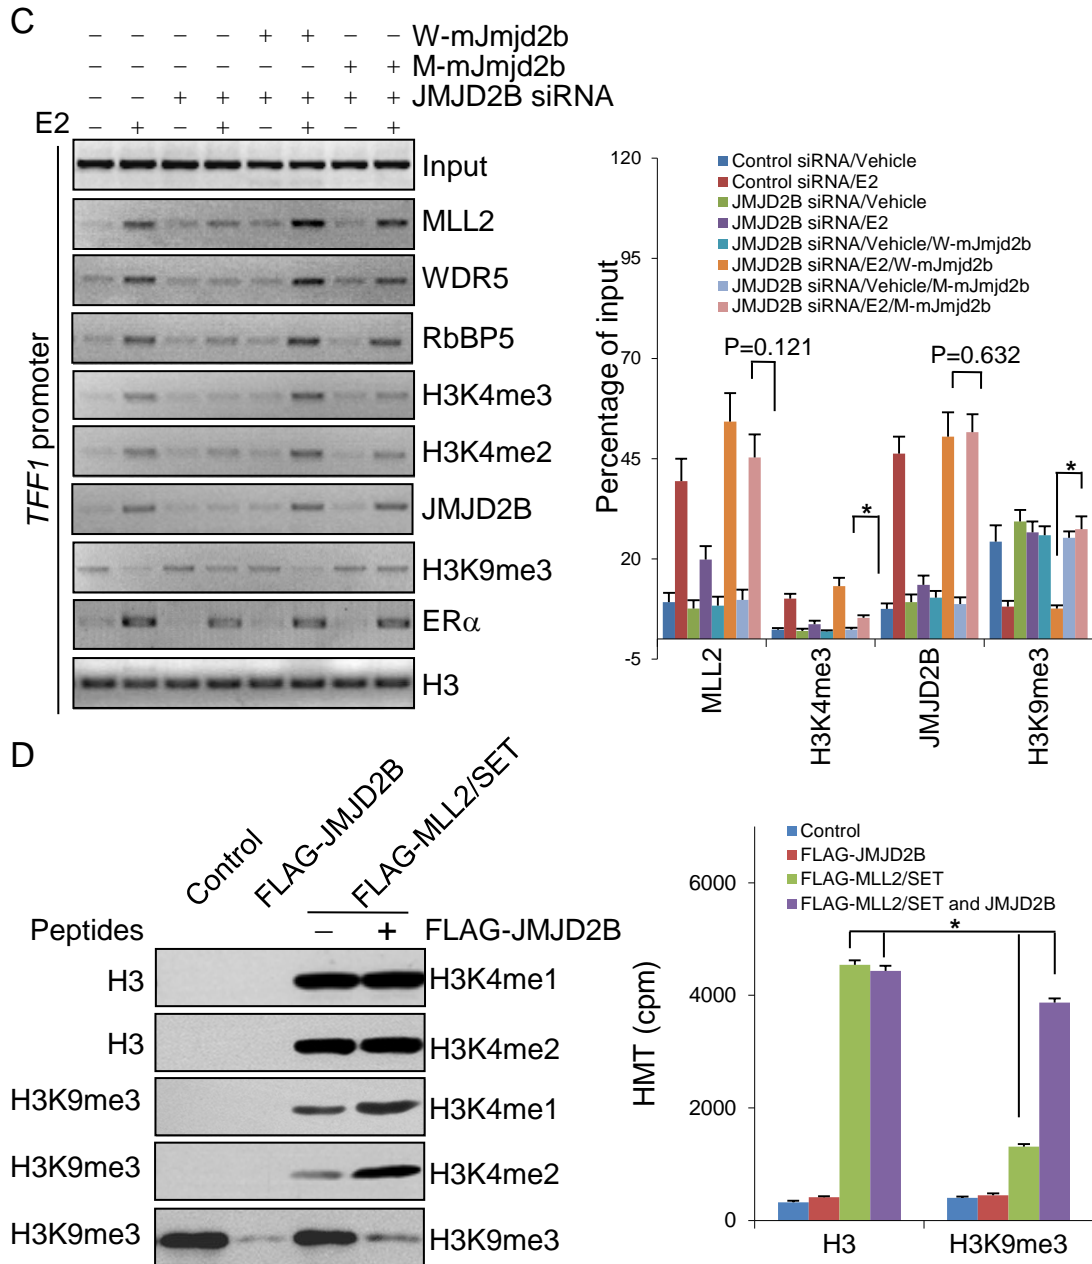 C
– – – – + + – – W-mJmjd2b
– – – – – – + + M-mJmjd2b
– – + + + + + + JMJD2B siRNA
E2 – + – + – + – +
TFF1 promoter
Input
MLL2
WDR5
RbBP5
H3K4me3
H3K4me2
JMJD2B
H3K9me3
ERα
H3
Percentage of input
120
95
70
45
20
-5
Control siRNA/Vehicle
Control siRNA/E2
JMJD2B siRNA/Vehicle
JMJD2B siRNA/E2
JMJD2B siRNA/Vehicle/W-mJmjd2b
JMJD2B siRNA/E2/W-mJmjd2b
JMJD2B siRNA/Vehicle/M-mJmjd2b
JMJD2B siRNA/E2/M-mJmjd2b
P=0.121
P=0.632
*
*
MLL2
H3K4me3
JMJD2B
H3K9me3
D
Control
FLAG-JMJD2B
FLAG-MLL2/SET
Peptides – + FLAG-JMJD2B
H3 H3K4me1
H3 H3K4me2
H3K9me3 H3K4me1
H3K9me3 H3K4me2
H3K9me3 H3K9me3
HMT (cpm)
6000
4000
2000
0
Control
FLAG-JMJD2B
FLAG-MLL2/SET
FLAG-MLL2/SET and JMJD2B
*
H3
H3K9me3